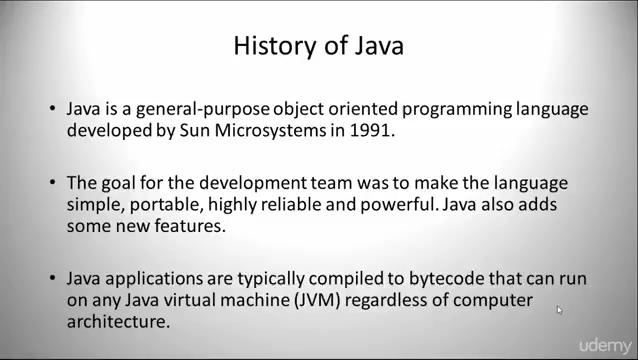 History of Java
• Java is a general-purpose object oriented programming language
developed by Sun Microsystems in 1991.
• The goal for the development team was to make the language
simple, portable, highly reliable and powerful. Java also adds
some new features.
• Java applications are typically compiled to bytecode that can run
on any Java virtual machine (JVM) regardless of computer
architecture.
udemy